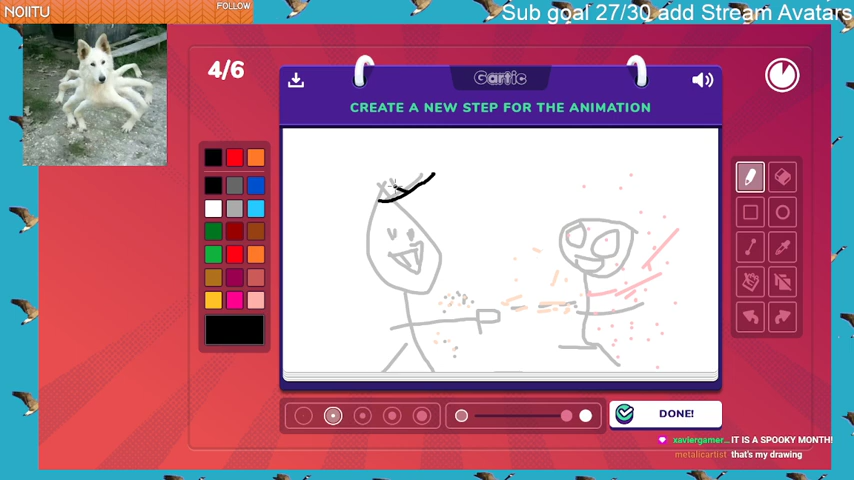 NOIITU
FOLLOW
Sub goal 27/30 add Stream Avatars
4/6
Gartic
CREATE A NEW STEP FOR THE ANIMATION
DONE!
xaviergamer... IT IS A SPOOKY MONTH!
metalicartist that's my drawing